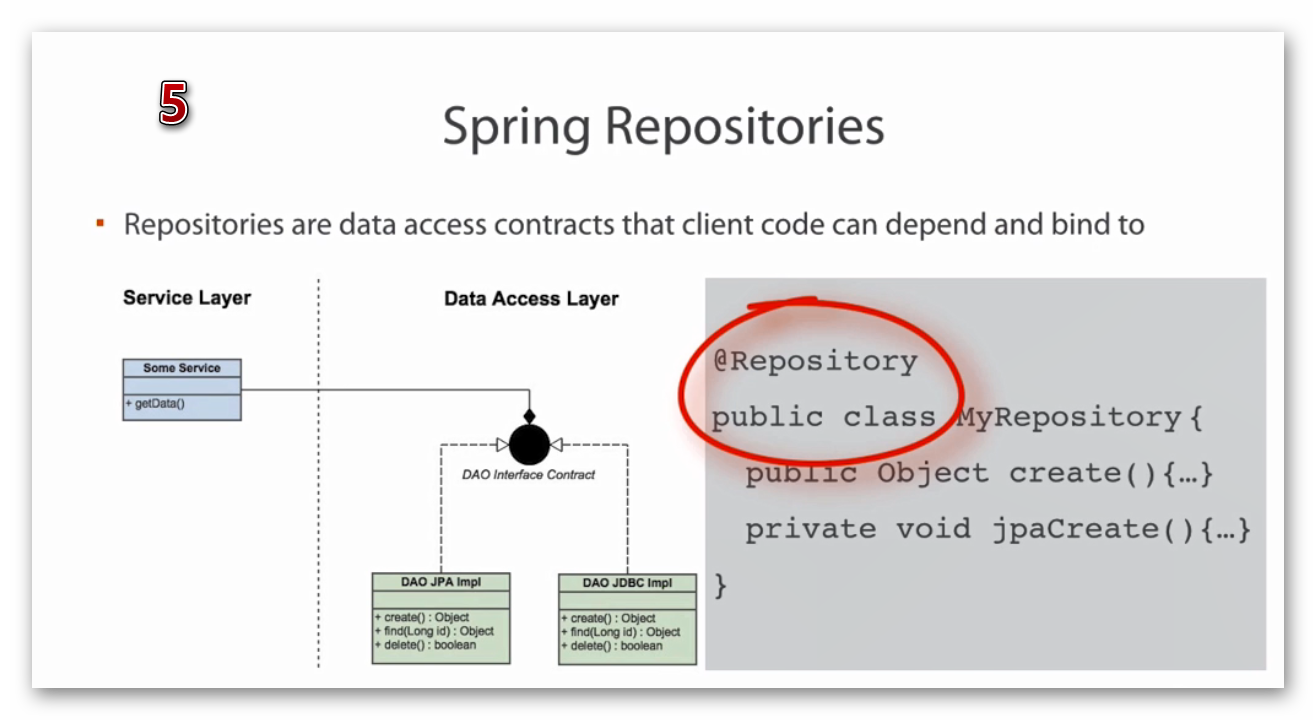 5
Spring Repositories
▪ Repositories are data access contracts that client code can depend and bind to
Service Layer
Data Access Layer
Some Service
+ getData()
DAO Interface Contract
DAO JPA Impl
+ create() : Object
+ find(Long id) : Object
+ delete() : boolean
DAO JDBC Impl
+ create() : Object
+ find(Long id) : Object
+ delete() : boolean
@Repository
public class MyRepository {
public Object create(){…}
private void jpaCreate(){…}
}